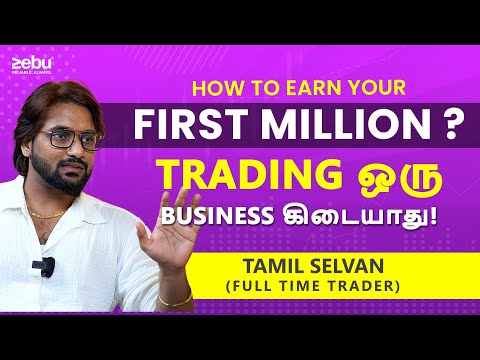 zebu
RELIABLE. ALWAYS.
HOW TO EARN YOUR
FIRST MILLION ?
TRADING ஒரு
BUSINESS கிடையாது!
TAMIL SELVAN
(FULL TIME TRADER)